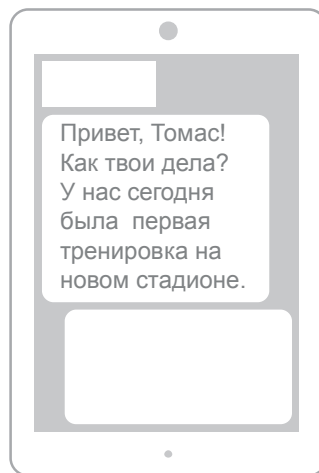 Привет, Томас!
Как твои дела?
У нас сегодня
была первая
тренировка на
новом стадионе.